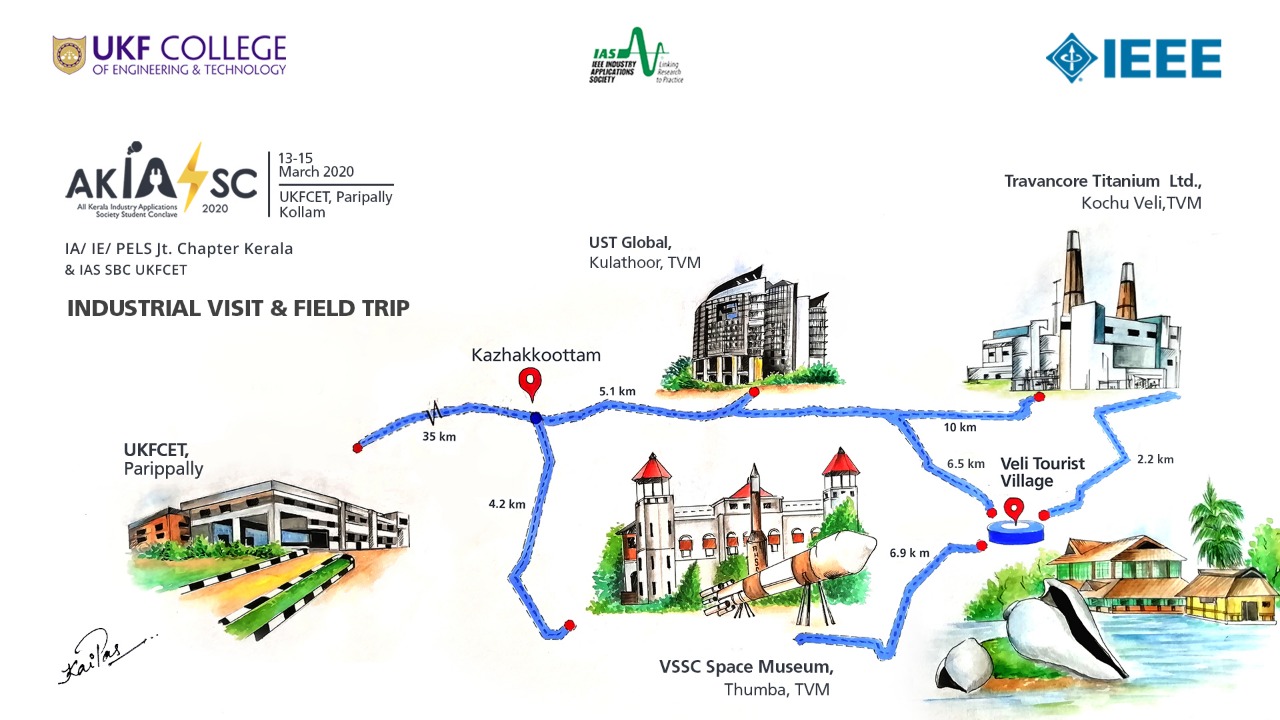 UKF COLLEGE
OF ENGINEERING & TECHNOLOGY
IAS
IEEE INDUSTRY
APPLICATIONS
SOCIETY
Linking
Research
to Practice
IEEE
AKIASC
All Kerala Industry Applications
Society Student Conclave
2020
13-15
March 2020
UKFCET, Paripally
Kollam
IA/ IE/ PELS Jt. Chapter Kerala
& IAS SBC UKFCET
INDUSTRIAL VISIT & FIELD TRIP
Travancore Titanium Ltd.,
Kochu Veli,TVM
UST Global,
Kulathoor, TVM
Kazhakkoottam
5.1 km
35 km
10 km
UKFCET,
Parippally
6.5 km
Veli Tourist
Village
2.2 km
4.2 km
6.9 k m
VSSC Space Museum,
Thumba, TVM